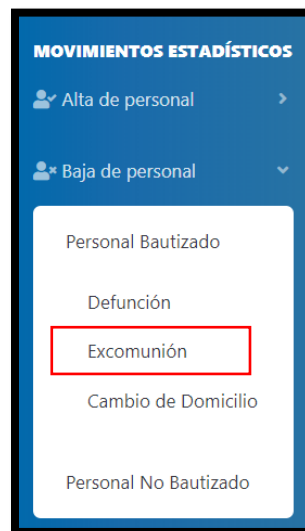 MOVIMIENTOS ESTADÍSTICOS
Alta de personal
Baja de personal
Personal Bautizado
Defunción
Excomunión
Cambio de Domicilio
Personal No Bautizado